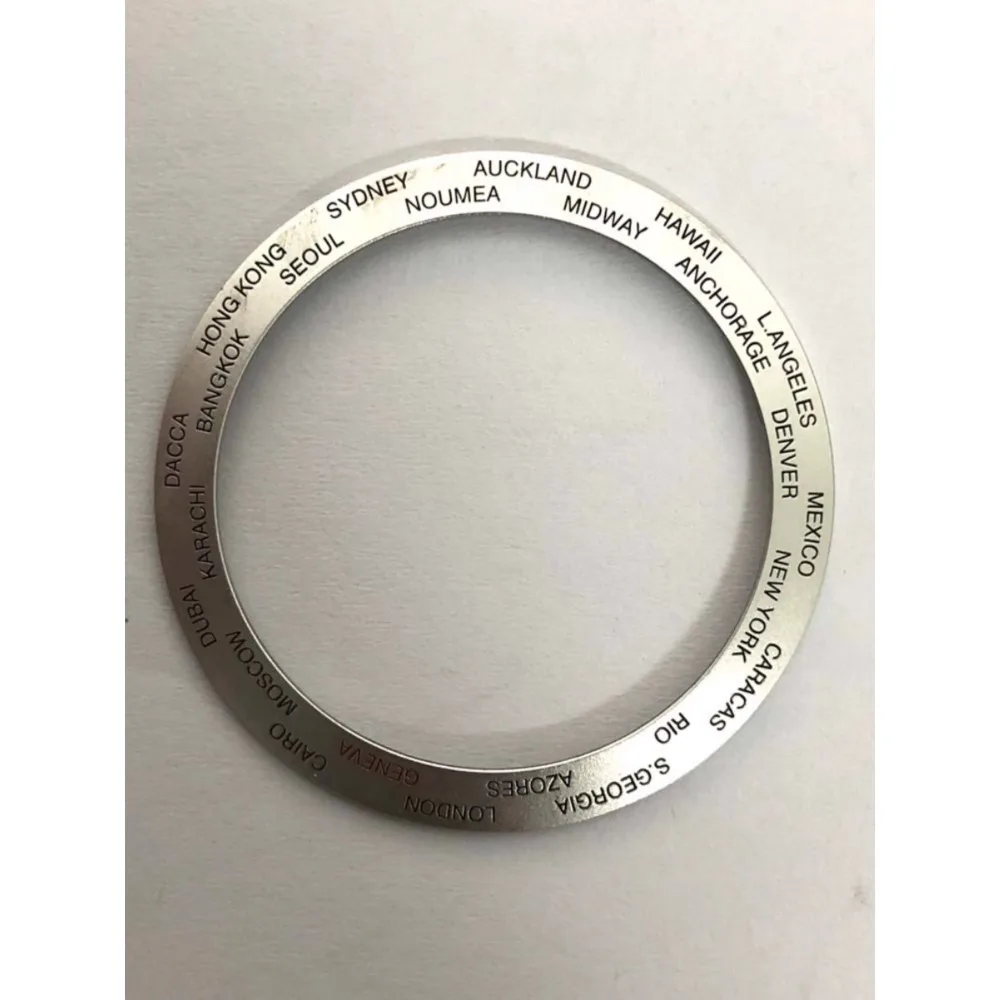 AUCKLAND
MIDWAY
HAWAII
ANCHORAGE
L.ANGELES
DENVER
MEXICO
NEW YORK
CARACAS
RIO
S.GEORGIA
AZORES
LONDON
GENEVA
CAIRO
MOSCOW
DUBAI
KARACHI
DACCA
BANGKOK
HONG KONG
SEOUL
SYDNEY
NOUMEA